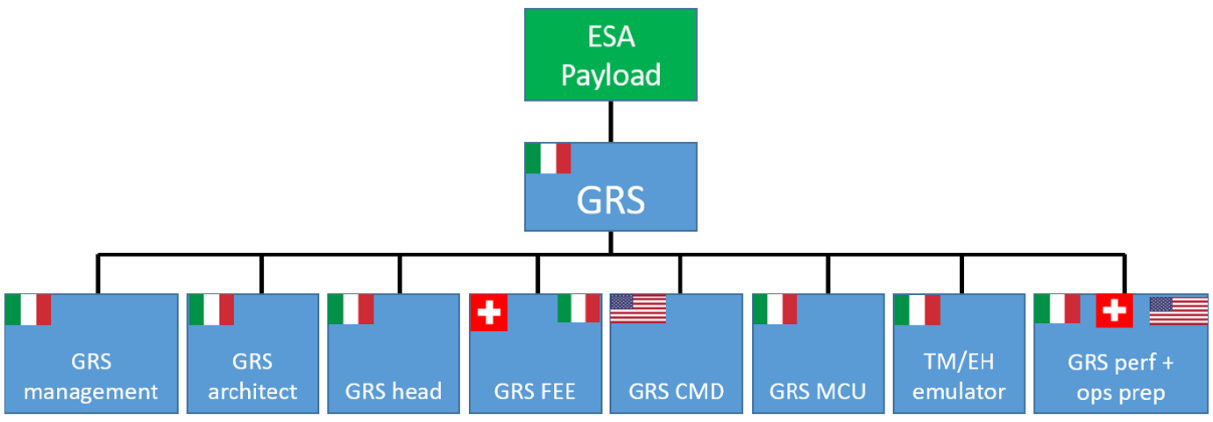 ESA
Payload
GRS
GRS
management
GRS
architect
GRS head
GRS FEE
GRS CMD
GRS MCU
TM/EH
emulator
GRS perf +
ops prep